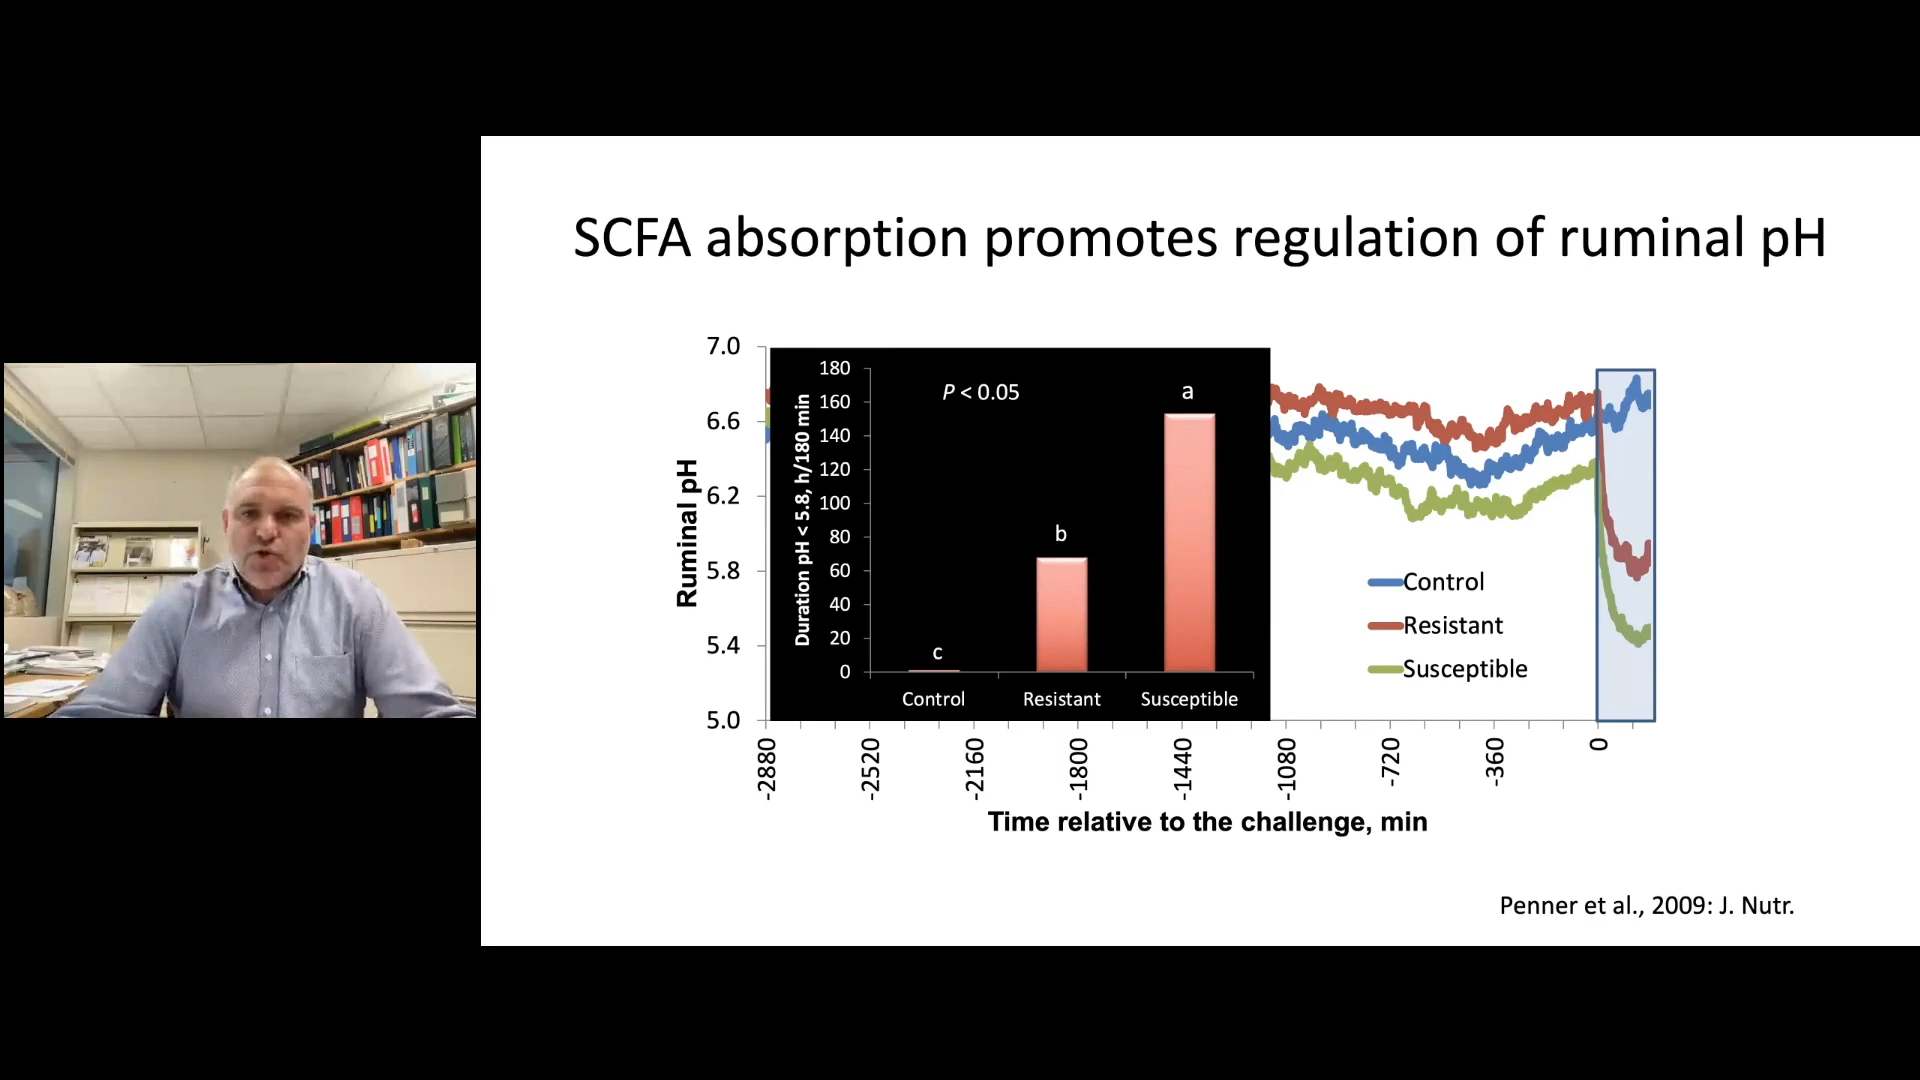 SCFA absorption promotes regulation of ruminal pH
Ruminal pH
7.0
6.6
6.2
5.8
5.4
5.0
Duration pH < 5.8, h/180 min
180
160
140
120
100
80
60
40
20
0
P < 0.05
c
b
a
Control
Resistant
Susceptible
Control
Resistant
Susceptible
-2880
-2520
-2160
-1800
-1440
-1080
-720
-360
0
Time relative to the challenge, min
Penner et al., 2009: J. Nutr.